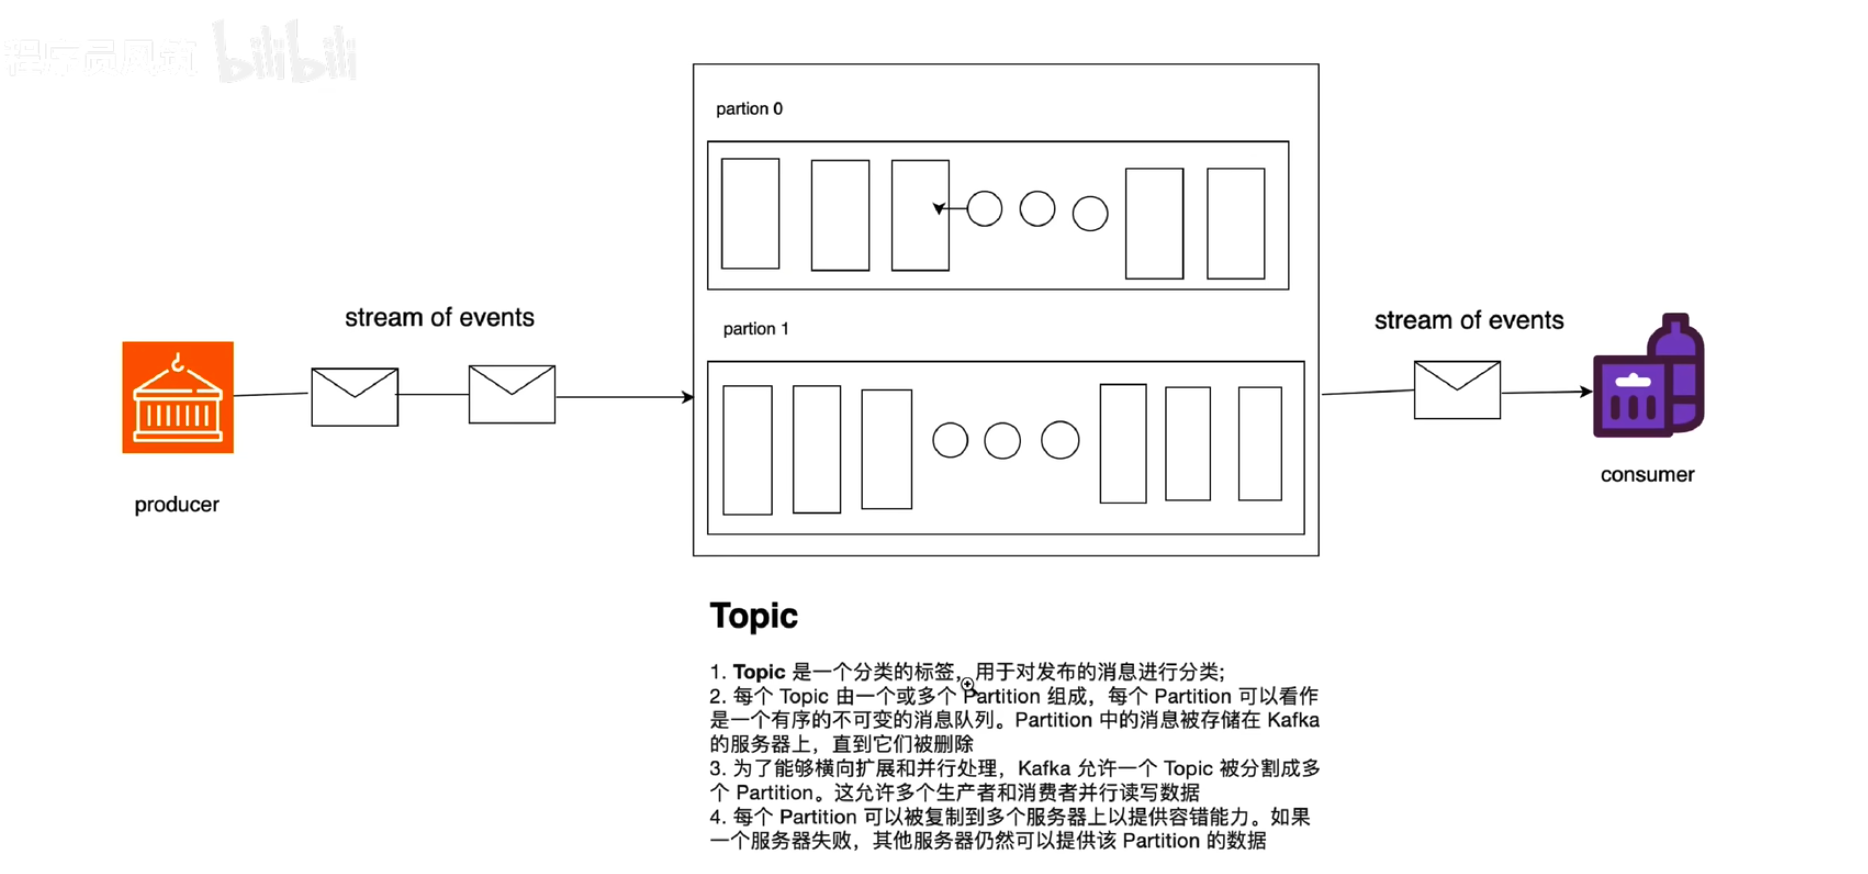 程序员风筑 bilibili
partion 0
stream of events
partion 1
stream of events
producer
consumer
Topic
1. Topic 是一个分类的标签，用于对发布的消息进行分类;
2. 每个 Topic 由一个或多个 Partition 组成，每个 Partition 可以看作
是一个有序的不可变的消息队列。Partition 中的消息被存储在 Kafka
的服务器上，直到它们被删除
3. 为了能够横向扩展和并行处理，Kafka 允许一个 Topic 被分割成多
个 Partition。这允许多个生产者和消费者并行读写数据
4. 每个 Partition 可以被复制到多个服务器上以提供容错能力。如果
一个服务器失败，其他服务器仍然可以提供该 Partition 的数据